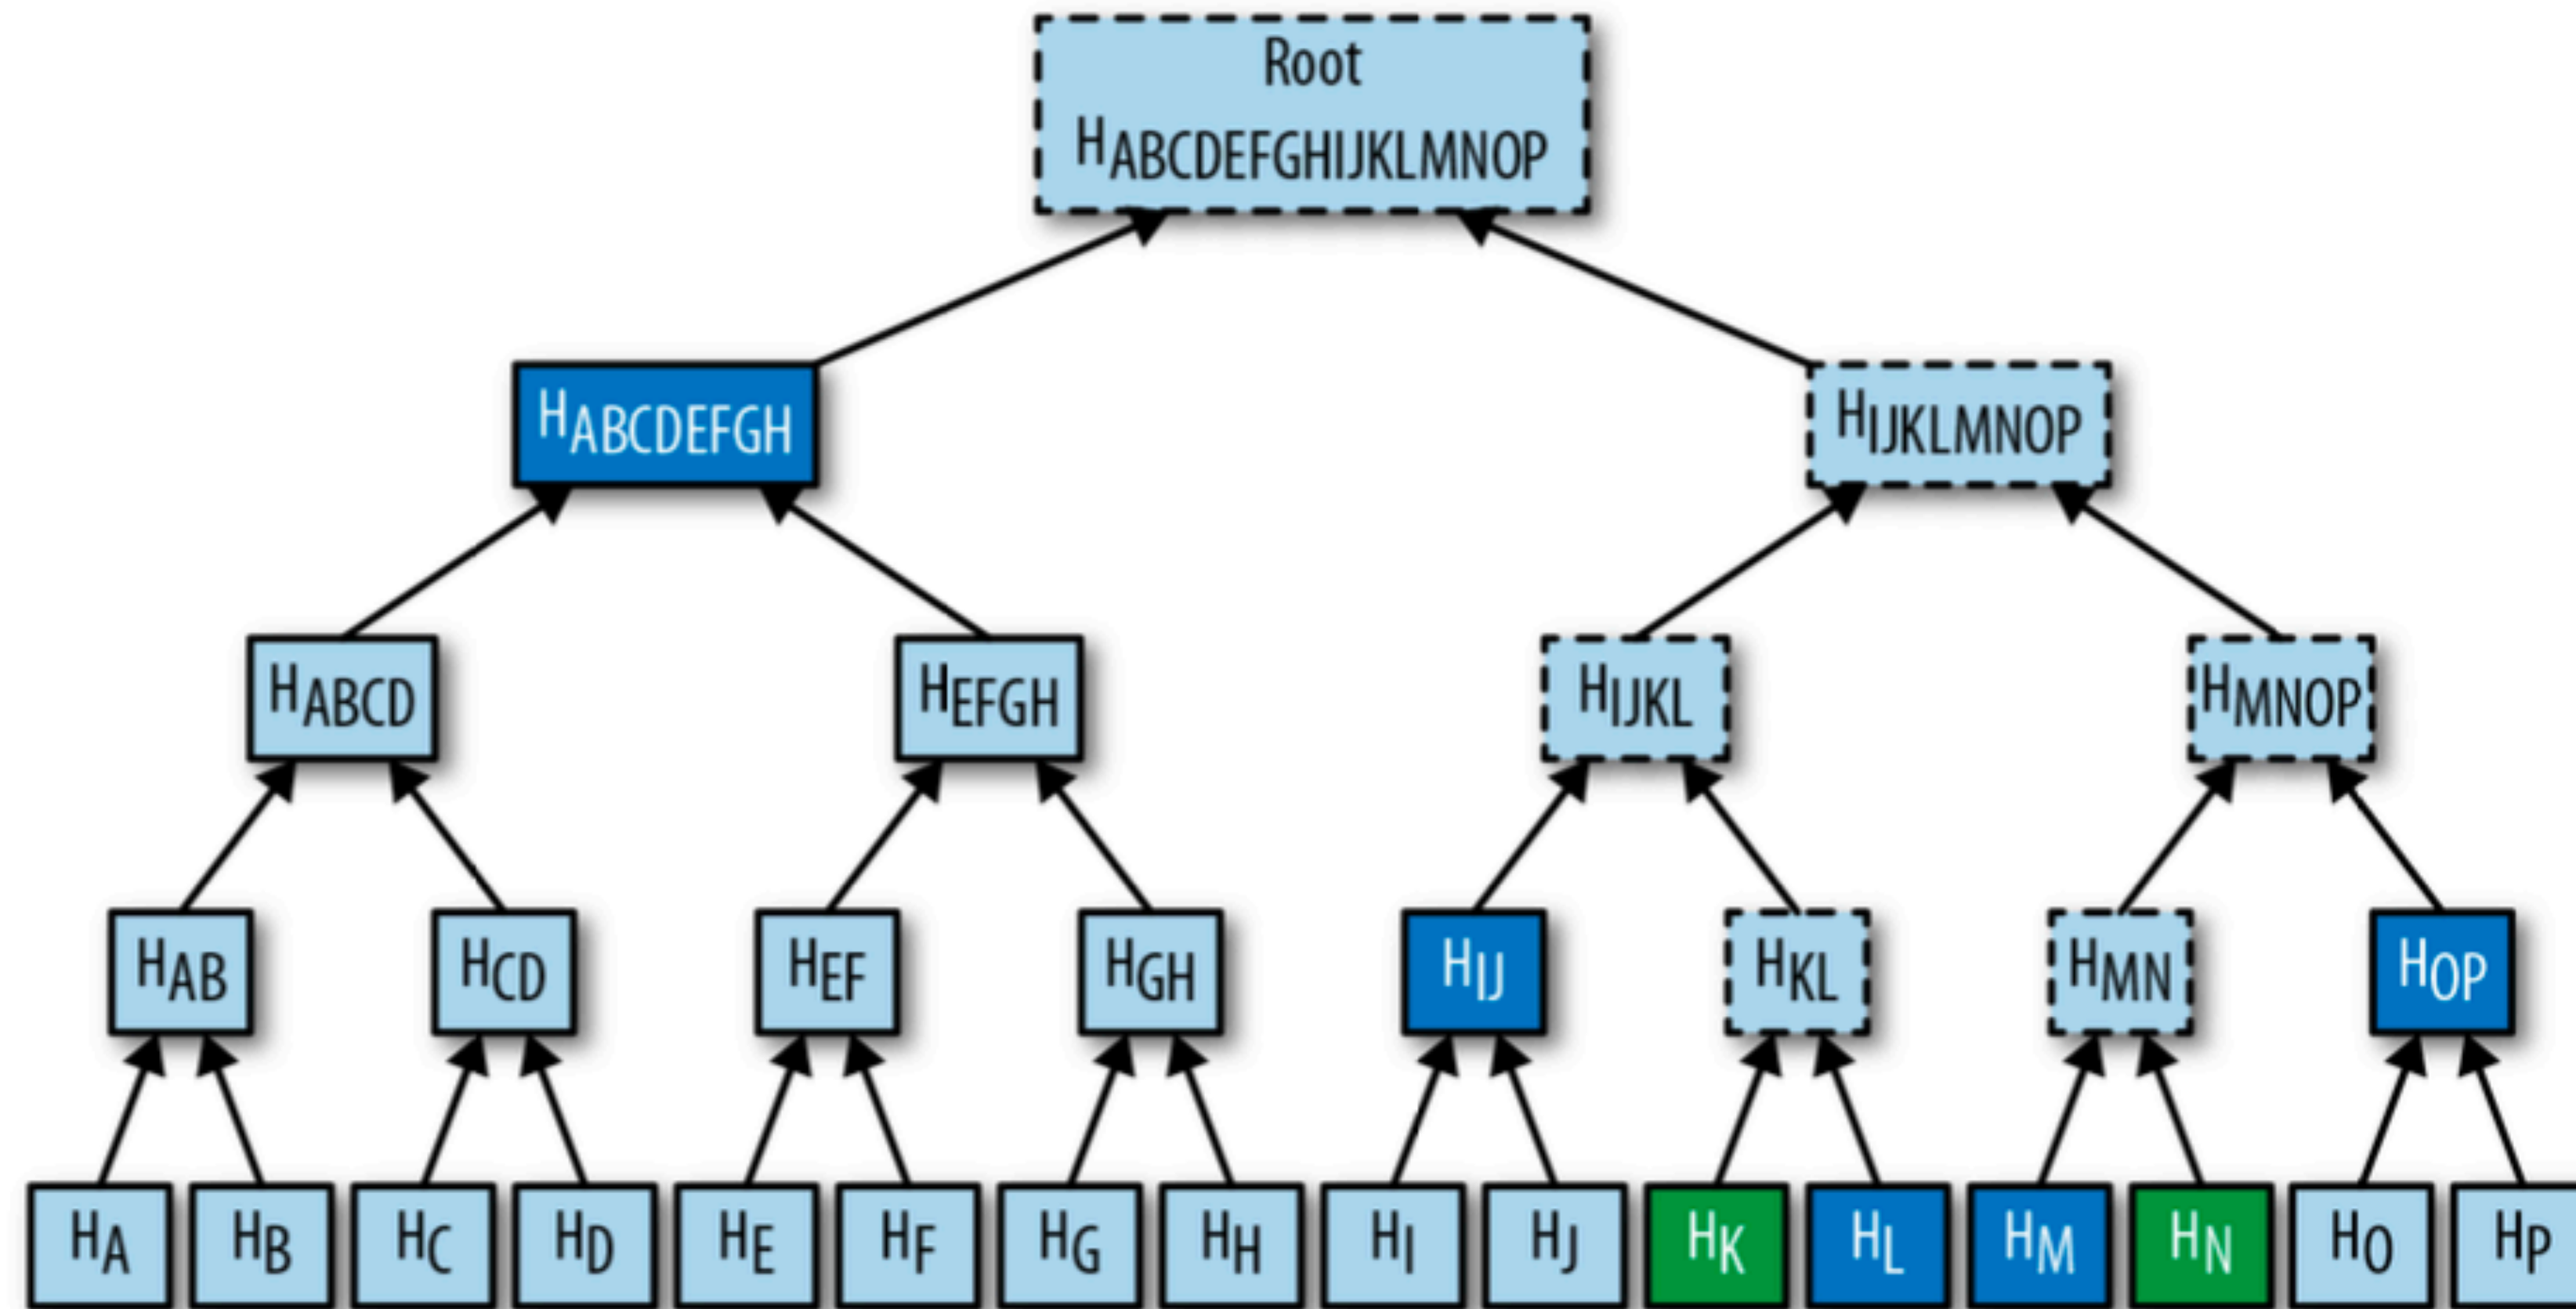 Root
HABCDEFGHIJKLMNOP
HABCDEFGH HIJKLMNOP
HABCD HEFGH HIJKL HMNOP
HAB HCD HEF HGH HIJ HKL HMN HOP
HA HB HC HD HE HF HG HH HI HJ HK HL HM HN HO HP